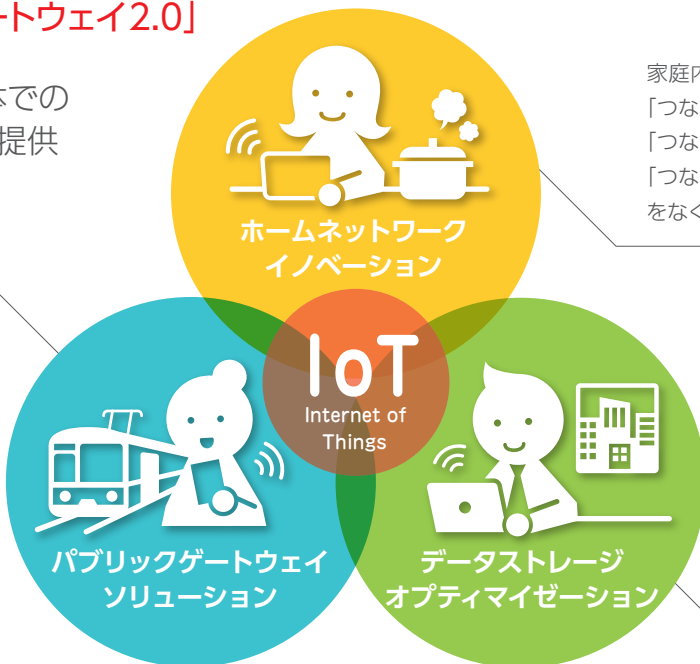 ートウェイ2.0」
体での
提供
家庭内
「つな
「つな
「つな
をなく
ホームネットワーク
イノベーション
IoT
Internet of
Things
パブリックゲートウェイ
ソリューション
データストレージ
オプティマイゼーション